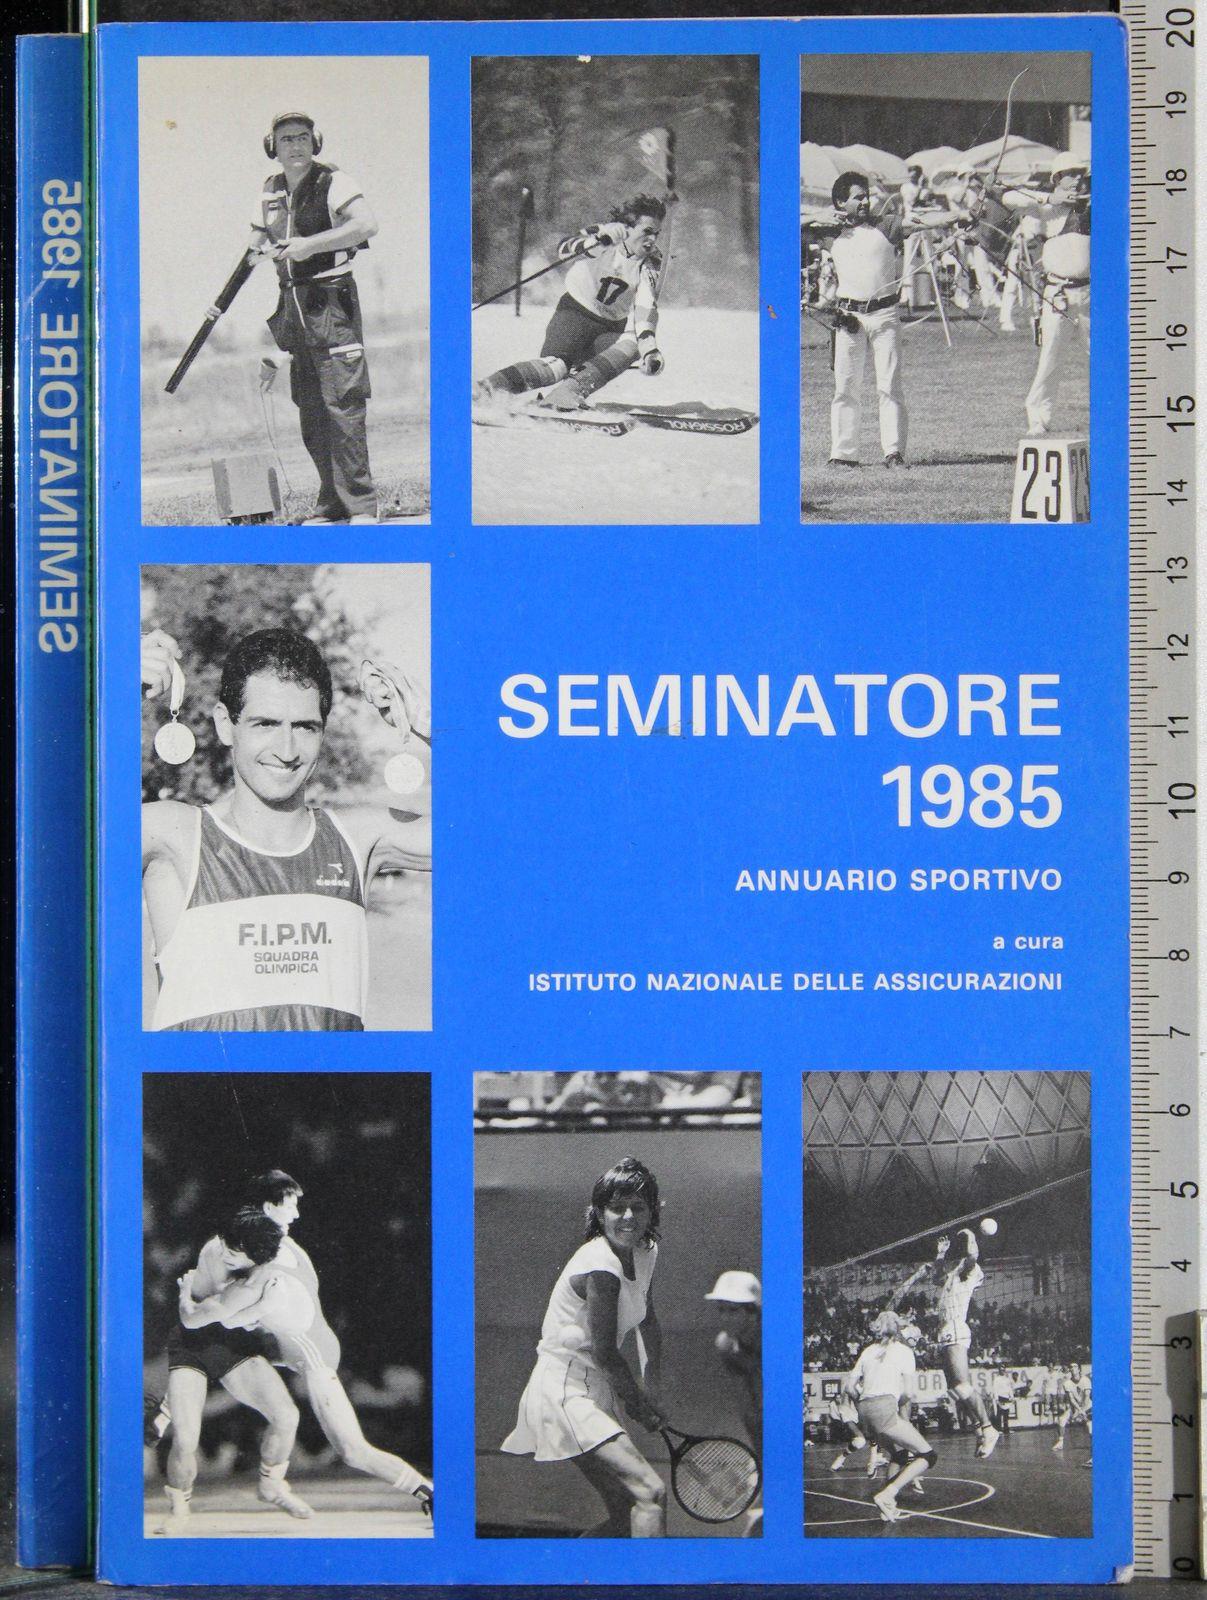 SEMINATORE 1985
17
ROSSIGNOL
ROSSIGNOL
23
23
SEMINATORE
1985
ANNUARIO SPORTIVO
a cura
ISTITUTO NAZIONALE DELLE ASSICURAZIONI
diadora
F.I.P.M.
SQUADRA
OLIMPICA
20
19
18
17
16
15
14
13
12
11
10
9
8
7
6
5
4
3
2
1
0